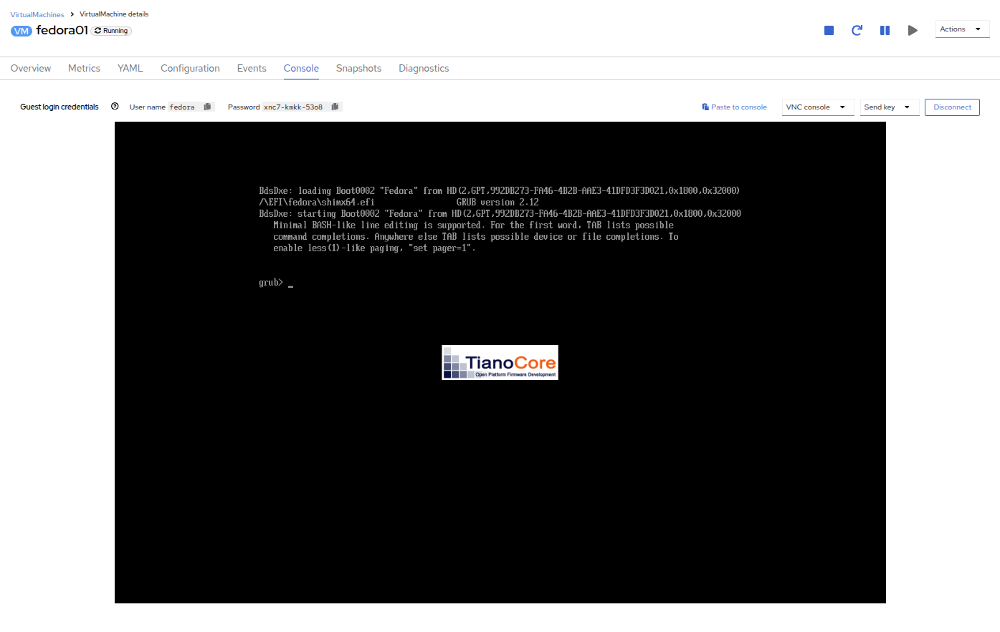 VirtualMachines > VirtualMachine details
VM fedora01 Running
Actions
Overview Metrics YAML Configuration Events Console Snapshots Diagnostics
Guest login credentials User name fedora Password xnc7-kmkk-53o8 Paste to console VNC console Send key Disconnect
BdsDxe: loading Boot0002 "Fedora" from HD(2,GPT,992DB273-FA46-4B2B-AAE3-41DFD3F3D021,0x1800,0x32000)
/\EFI\fedora\shimx64.efi GRUB version 2.12
BdsDxe: starting Boot0002 "Fedora" from HD(2,GPT,992DB273-FA46-4B2B-AAE3-41DFD3F3D021,0x1800,0x32000
Minimal BASH-like line editing is supported. For the first word, TAB lists possible
command completions. Anywhere else TAB lists possible device or file completions. To
enable less(1)-like paging, "set pager=1".
grub> _
TianoCore
Open Platform Firmware Development